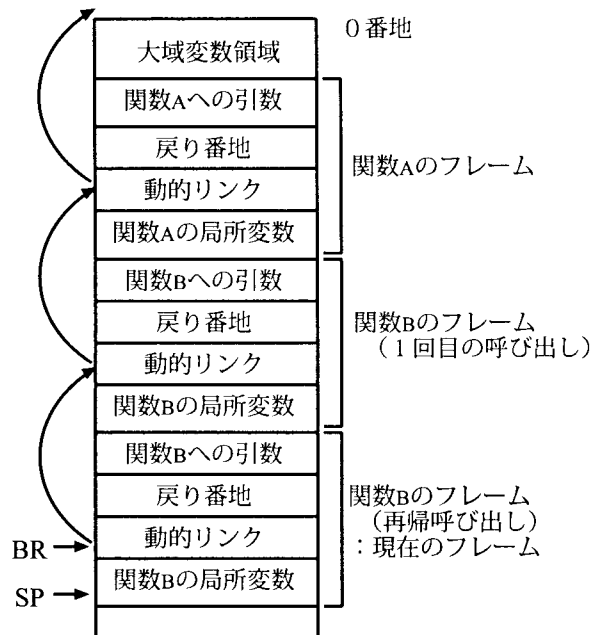 0番地
大域変数領域
関数Aへの引数
戻り番地
動的リンク
関数Aの局所変数
関数Aのフレーム
関数Bへの引数
戻り番地
動的リンク
関数Bの局所変数
関数Bのフレーム
(1回目の呼び出し)
関数Bへの引数
戻り番地
動的リンク
関数Bの局所変数
関数Bのフレーム
(再帰呼び出し)
:現在のフレーム
BR
SP